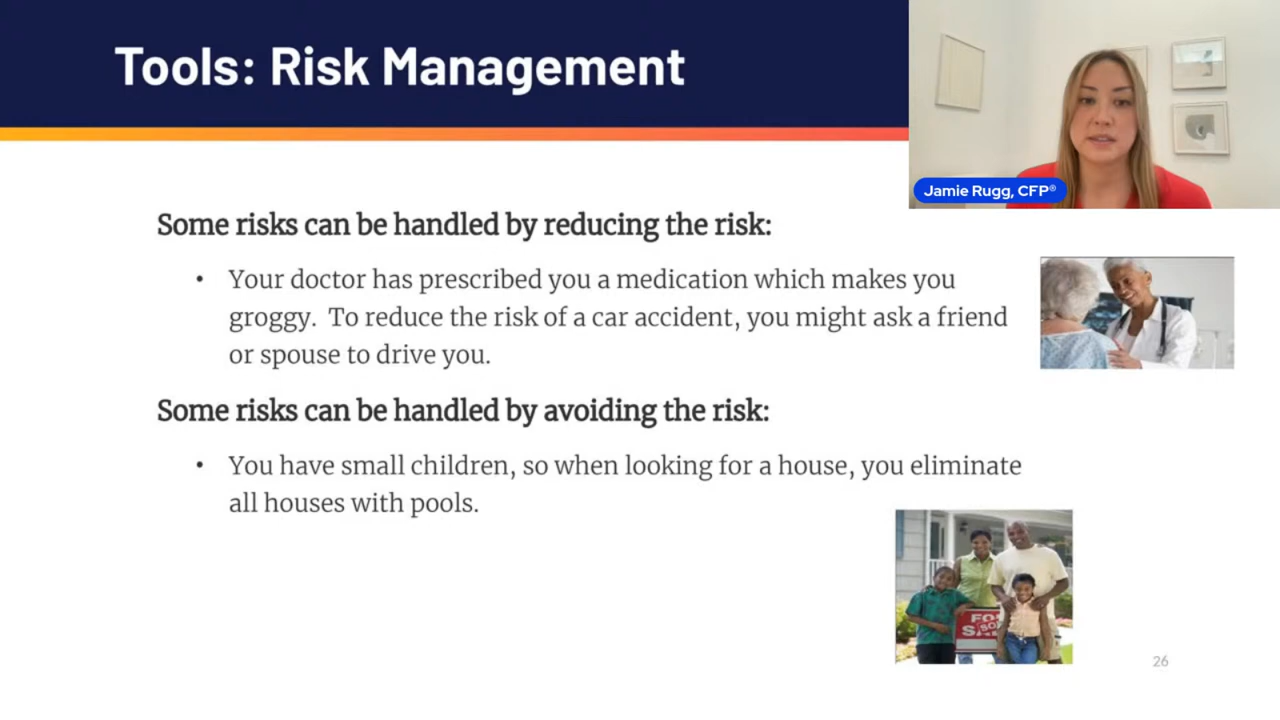 Tools: Risk Management
Jamie Rugg, CFP®
Some risks can be handled by reducing the risk:
• Your doctor has prescribed you a medication which makes you
groggy.  To reduce the risk of a car accident, you might ask a friend
or spouse to drive you.
Some risks can be handled by avoiding the risk:
• You have small children, so when looking for a house, you eliminate
all houses with pools.
FOR
SOLD
26